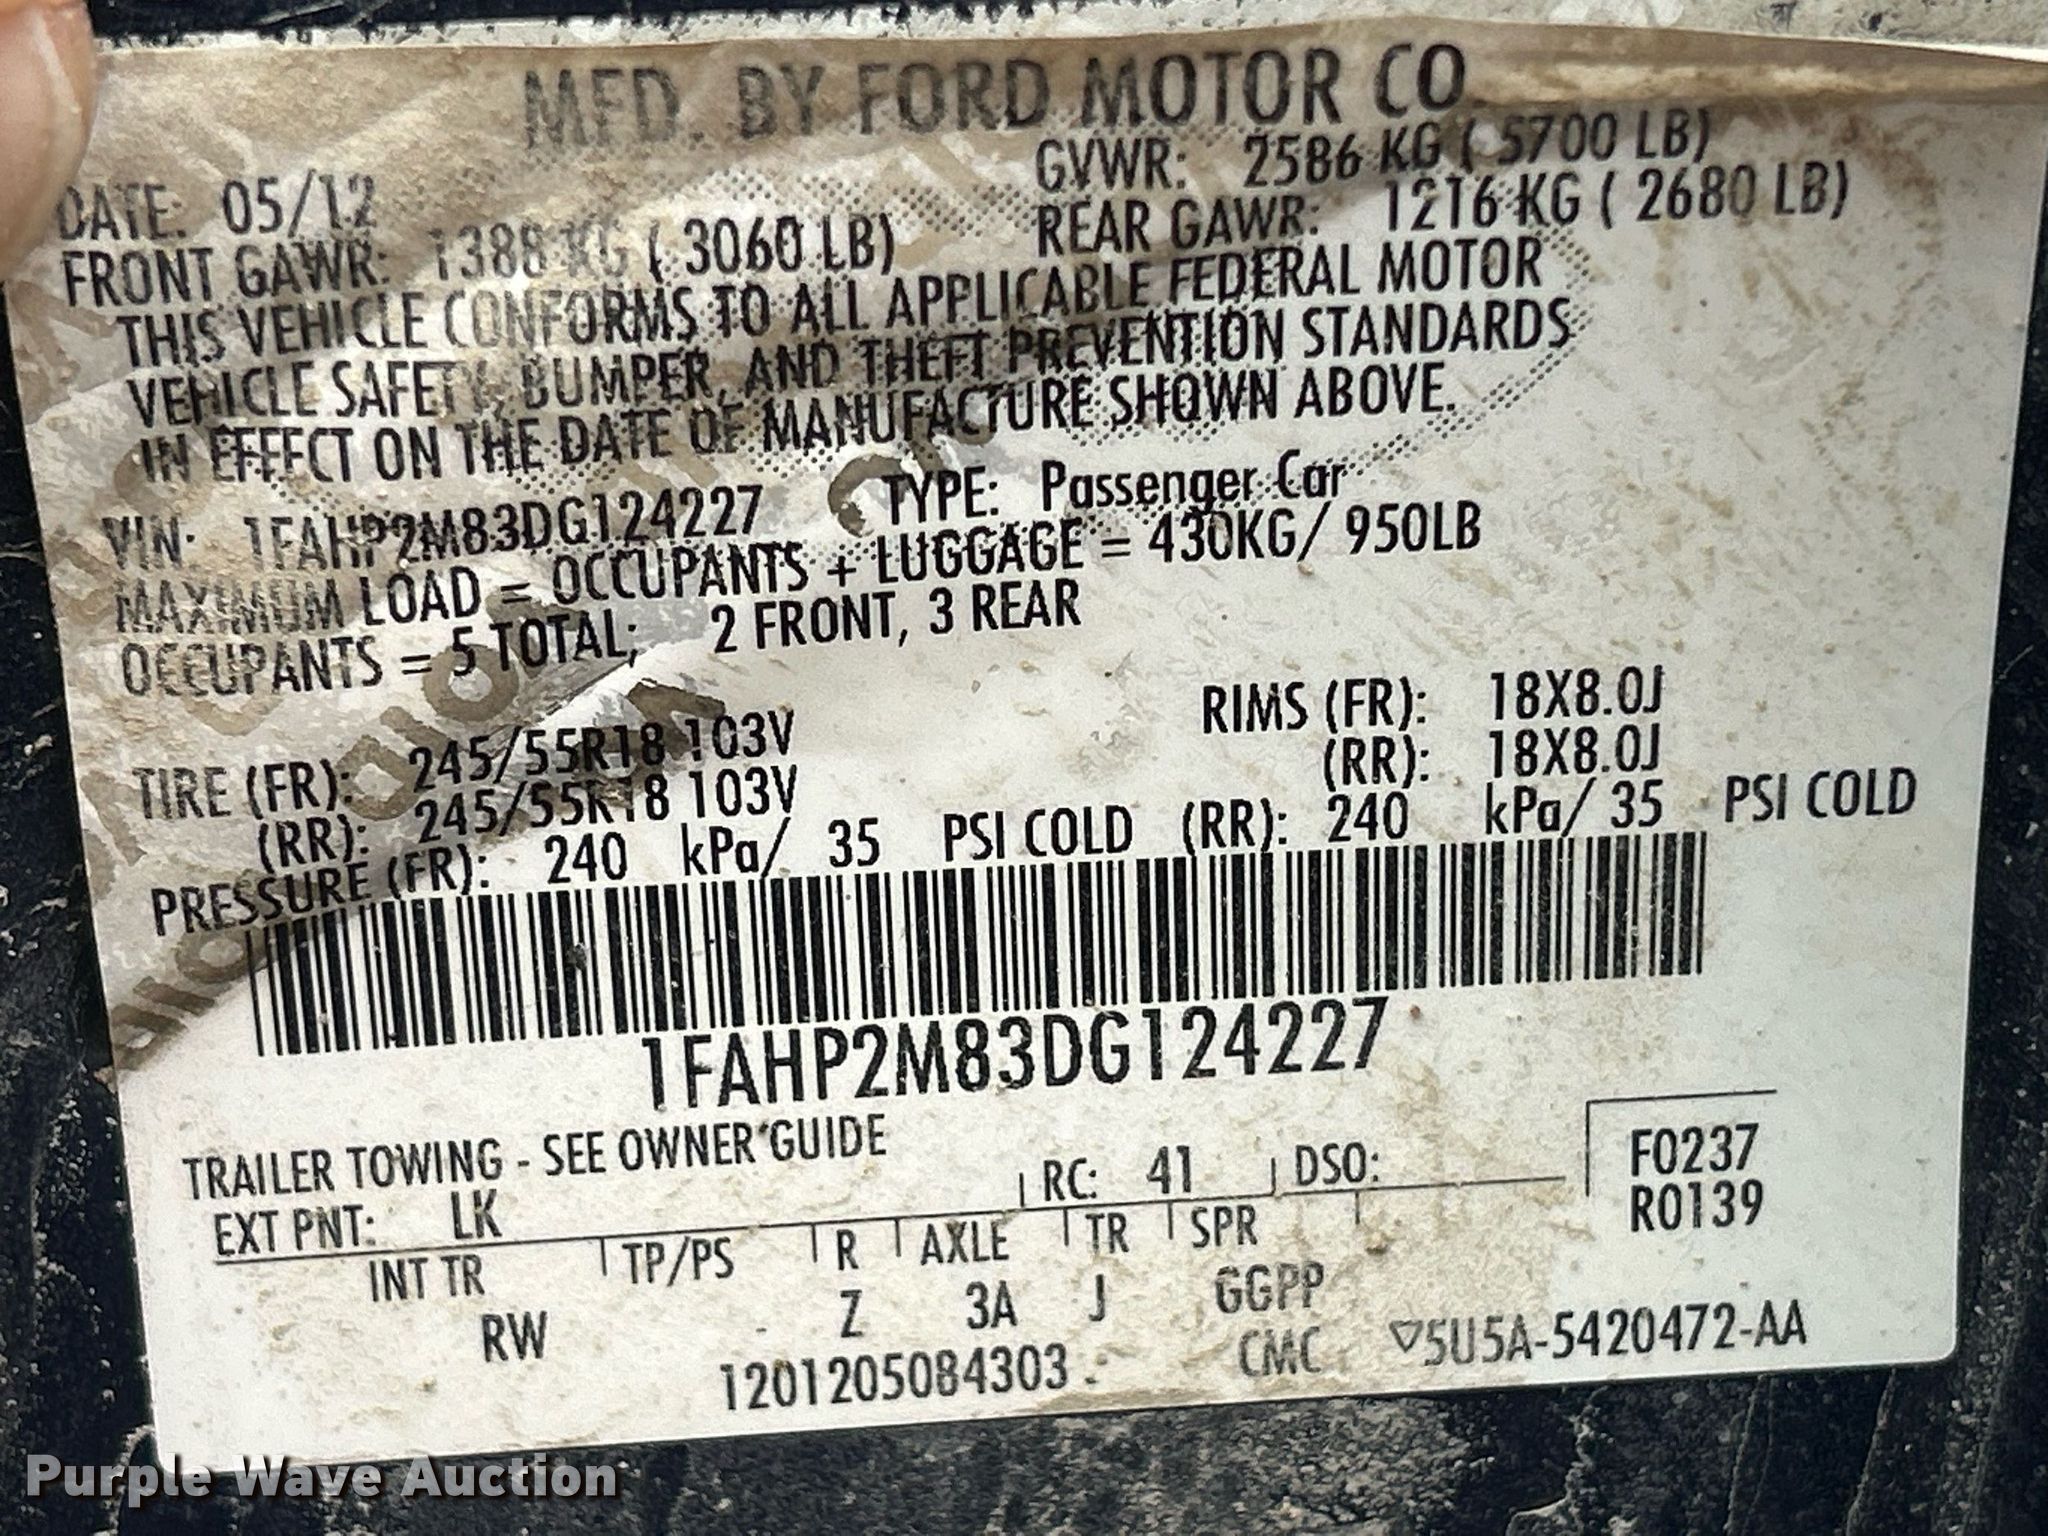 MFD. BY FORD MOTOR CO.
DATE: 05/12 GVWR: 2586 KG ( 5700 LB)
FRONT GAWR: 1388 KG ( 3060 LB) REAR GAWR: 1216 KG ( 2680 LB)
THIS VEHICLE CONFORMS TO ALL APPLICABLE FEDERAL MOTOR
VEHICLE SAFETY, BUMPER, AND THEFT PREVENTION STANDARDS
IN EFFECT ON THE DATE OF MANUFACTURE SHOWN ABOVE.
VIN: 1FAHP2M83DG124227 TYPE: Passenger Car
MAXIMUM LOAD = OCCUPANTS + LUGGAGE = 430KG/ 950LB
OCCUPANTS = 5 TOTAL; 2 FRONT, 3 REAR
TIRE (FR): 245/55R18 103V RIMS (FR): 18X8.0J
(RR): 245/55R18 103V (RR): 18X8.0J
PRESSURE (FR): 240 kPa/ 35 PSI COLD (RR): 240 kPa/ 35 PSI COLD
1FAHP2M83DG124227
TRAILER TOWING - SEE OWNER'GUIDE
F0237
EXT PNT: LK RC: 41 DSO:
R0139
INT TR TP/PS R AXLE TR SPR
RW Z 3A J GGPP
1201205084303 CMC ▽5U5A-5420472-AA
Purple Wave Auction